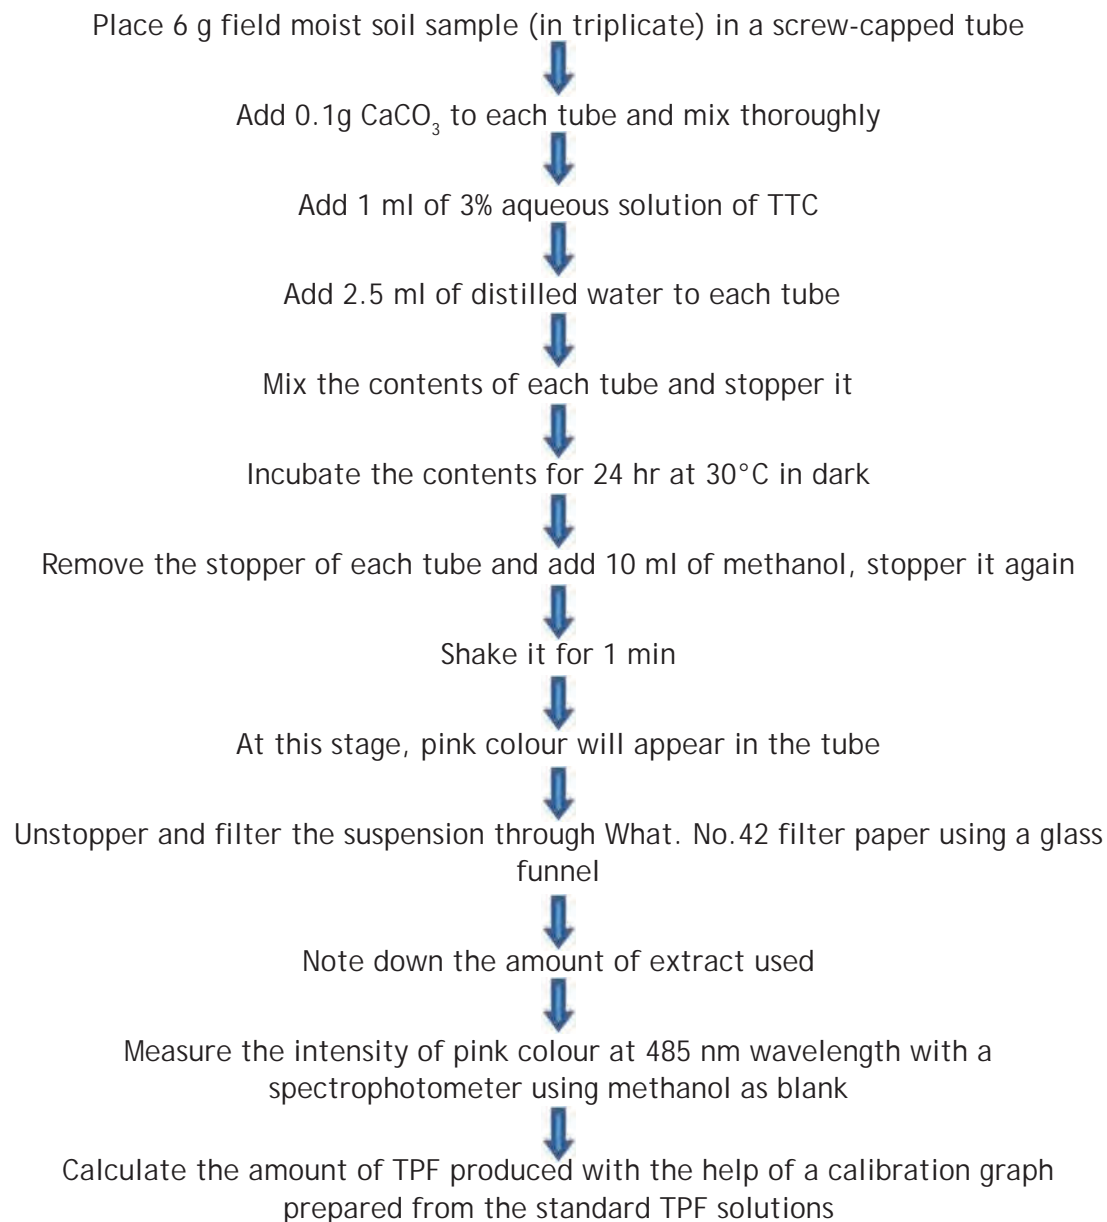 Place 6 g field moist soil sample (in triplicate) in a screw-capped tube
Add 0.1g CaCO₃ to each tube and mix thoroughly
Add 1 ml of 3% aqueous solution of TTC
Add 2.5 ml of distilled water to each tube
Mix the contents of each tube and stopper it
Incubate the contents for 24 hr at 30°C in dark
Remove the stopper of each tube and add 10 ml of methanol, stopper it again
Shake it for 1 min
At this stage, pink colour will appear in the tube
Unstopper and filter the suspension through What. No.42 filter paper using a glass
funnel
Note down the amount of extract used
Measure the intensity of pink colour at 485 nm wavelength with a
spectrophotometer using methanol as blank
Calculate the amount of TPF produced with the help of a calibration graph
prepared from the standard TPF solutions